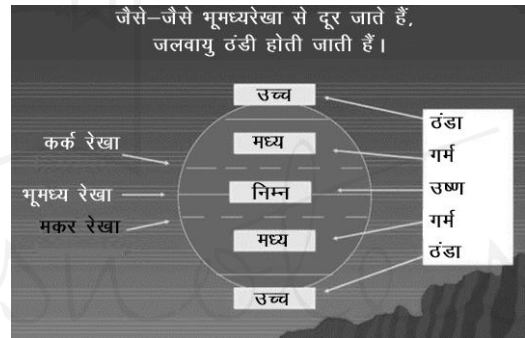 जैसे–जैसे भूमध्यरेखा से दूर जाते हैं,
जलवायु ठंडी होती जाती हैं।
उच्च
ठंडा
कर्क रेखा
मध्य
गर्म
भूमध्य रेखा
निम्न
उष्ण
मकर रेखा
मध्य
गर्म
ठंडा
उच्च